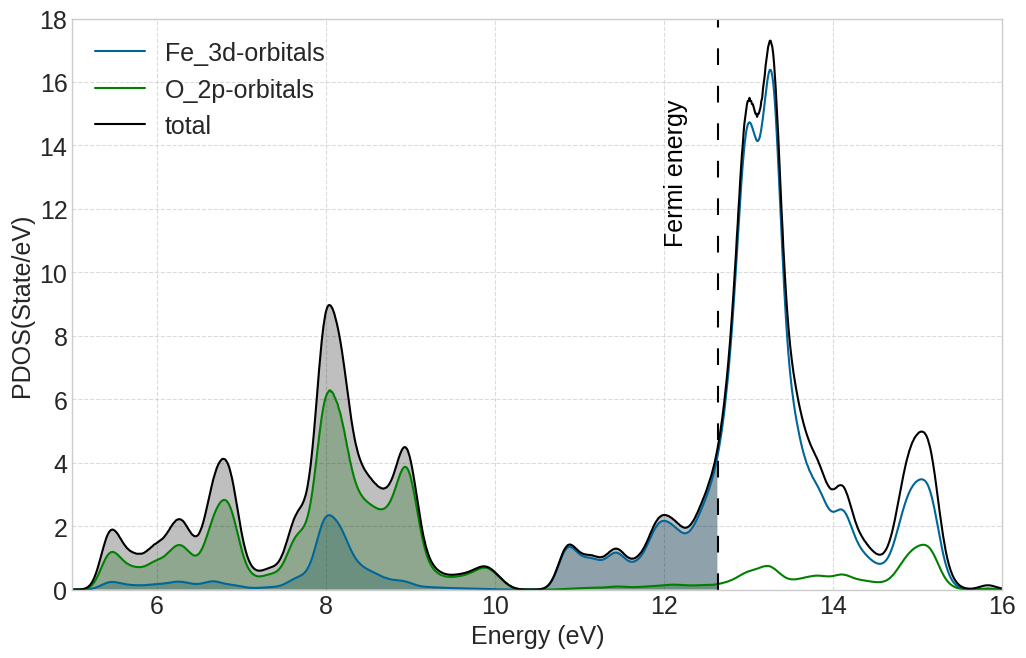 18
16
14
12
10
8
6
4
2
0
PDOS(State/eV)
Fe_3d-orbitals
O_2p-orbitals
total
Fermi energy
6 8 10 12 14 16
Energy (eV)